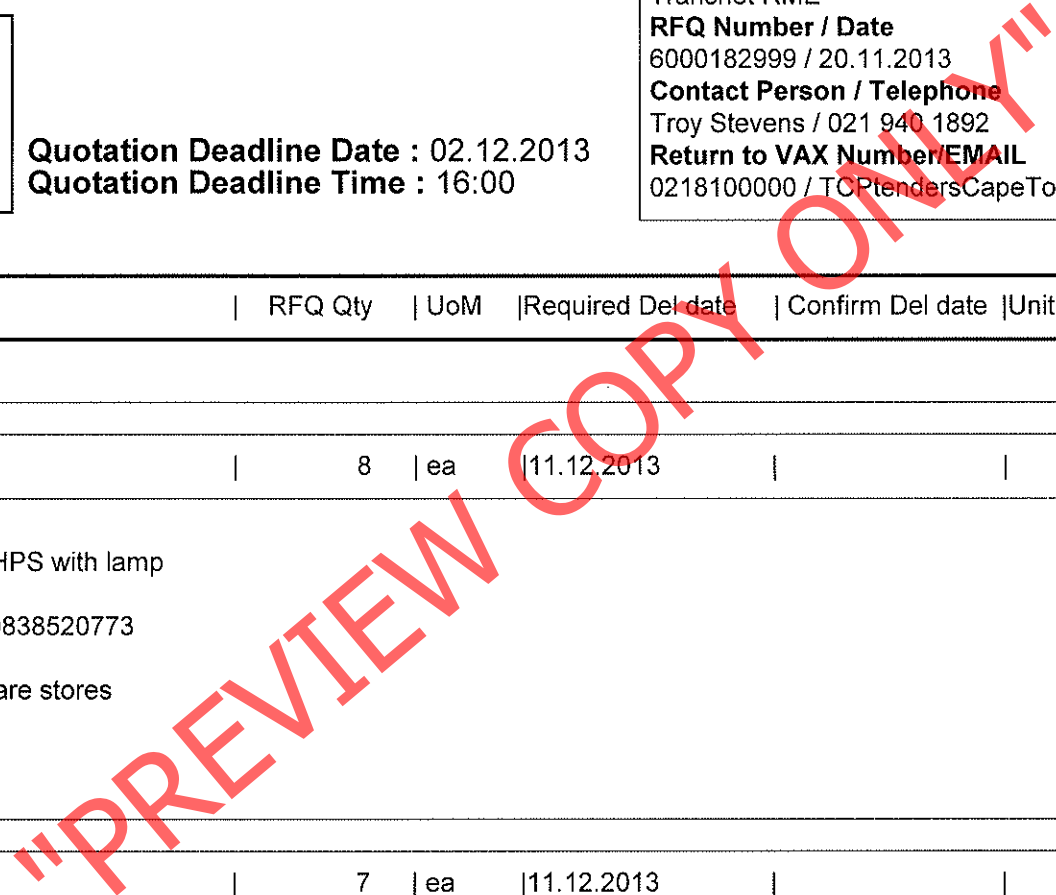 RFQ Number / Date
6000182999 / 20.11.2013
Contact Person / Telephone
Troy Stevens / 021 940 1892
Return to VAX Number/EMAIL
0218100000 / TCPtendersCapeTo
Quotation Deadline Date : 02.12.2013
Quotation Deadline Time : 16:00
| RFQ Qty | UoM |Required Del date | Confirm Del date |Unit
| 8 | ea |11.12.2013 | |
HPS with lamp
0838520773
are stores
| 7 | ea |11.12.2013 | |
"PREVIEW COPY ONLY"